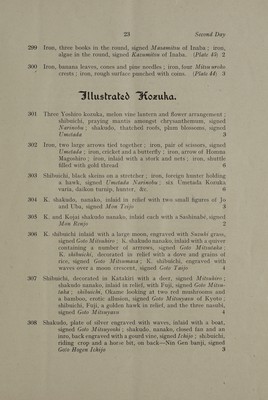 23 Second Day
299 Iron, three books in the round, signed Masamitsu of Inaba ; iron,
algae in the round, signed Kazumitsu of Inaba. (Plate 45) 2
300 Iron, banana leaves, cones and pine needles ; iron, four Mitsu uroko
crests ; iron, rough surface punched with coins. (Plate 44) 3
Illustrated Kozuka.
301 Three Yoshiro kozuka, melon vine lantern and flower arrangement ;
shibuichi, praying mantis amongst chrysanthemum, signed
Narinobu ; shakudo, thatched roofs, plum blossoms, signed
Umetada 3
302 Iron, two large arrows tied together ; iron, pair of scissors, signed
Umetada ; iron, cricket and a butterfly ; iron, arrow of Homma
Magoshiro ; iron, inlaid with a stock and nets ; iron, shuttle
filled with gold thread 6
303 Shibuichi, black skeins on a stretcher ; iron, foreign hunter holding
a hawk, signed Umetada Narinobu ; six Umetada Kozuka
varia, daikon turnip, hunter, &c. 6
304 K. shakudo, nanako, inlaid in relief with two small figures of Jo
and Uba, signed Mon Teijo 3
305 K. and Kojai shakudo nanako, inlaid each with a hashinabé, signed
Mon Renjo 2
306 K. shibuichi inlaid with a large moon, engraved with Susuki grass,
signed Goto Mitsuhiro ; K. shakudo nanako, inlaid with a quiver
containing a number of arrows, signed Goto Mitsutaka ;
K. shibuichi, decorated in relief with a dove and grains of
rice, signed Goto Mitsumasa ; K. shibuichi, engraved with
waves over a moon crescent, signed Goto Tanjo 4
307 Shibuichi, decorated in Katakiri with a deer, signed Mitsuhiro ;
shakudo nanako, inlaid in relief, with Fuji, signed Goto Mitsu-
taka ; shibuichi, Okame looking at two red mushrooms and
a bamboo, erotic allusion, signed Goto Mitsuyasu of Kyoto ;
shibuichi, Fuji, a golden hawk in relief, and the three nasubi,
signed Goto Mitsuyasu 4
308 Shakudo, plate of silver engraved with waves, inlaid with a boat,
signed Goto Mitsuyoshi ; shakudo, nanako, closed fan and an
into, back engraved with a gourd vine, signed Ichijo ; shibuichi,
riding crop and a horse bit, on back—Nin Gen banji, signed
Goto Hogen Ichijo 3